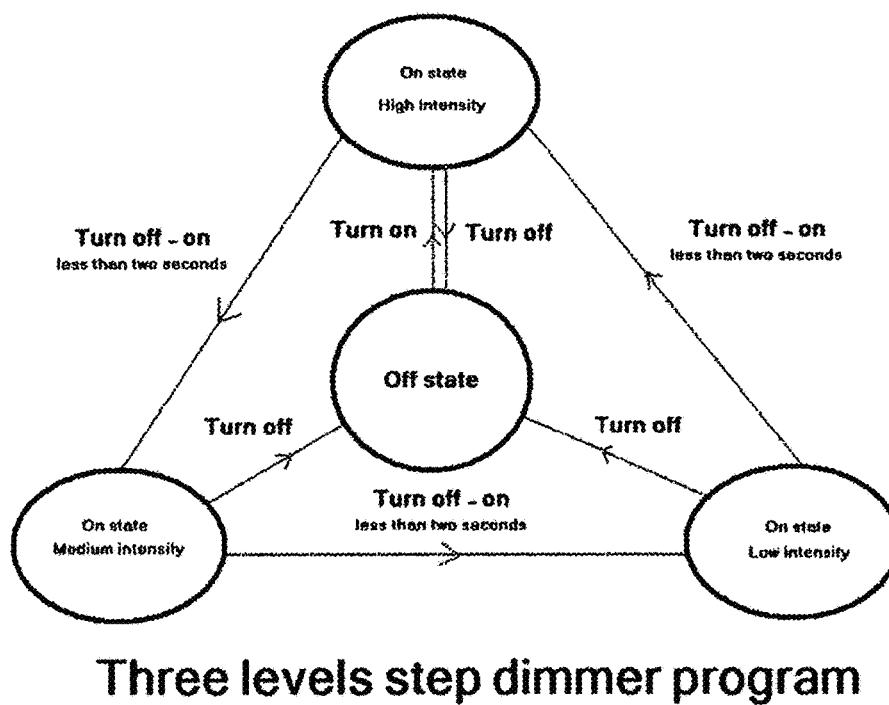 On state
High intensity
Turn off - on
less than two seconds
Turn on
Turn off
Turn off - on
less than two seconds
Off state
Turn off
Turn off
Turn off - on
less than two seconds
On state
Medium intensity
On state
Low intensity
Three levels step dimmer program